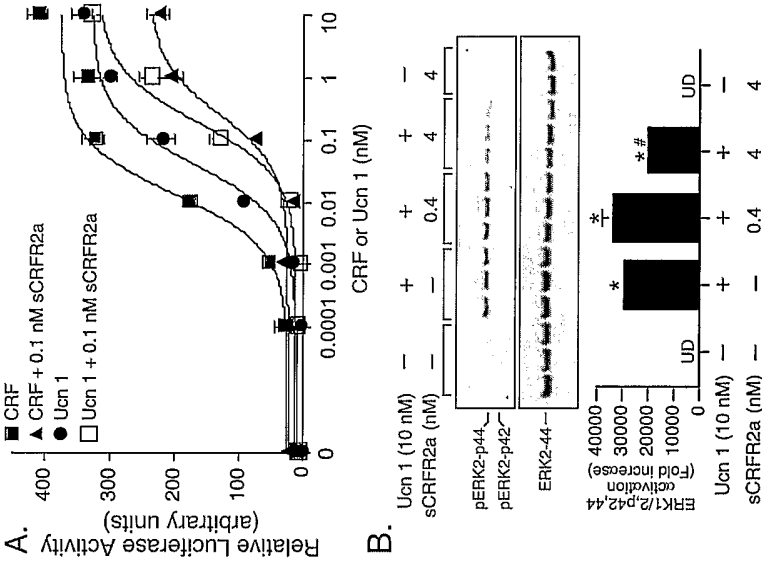 A.
CRF
CRF + 0.1 nM sCRFR2a
Ucn 1
Ucn 1 + 0.1 nM sCRFR2a
Relative Luciferase Activity
(arbitrary units)
400
300
200
100
0
0 0.0001 0.001 0.01 0.1 1 10
CRF or Ucn 1 (nM)
B.
Ucn 1 (10 nM) − + + + −
sCRFR2a (nM) − − 0.4 4 4
pERK2-p44
pERK2-p42
ERK2-44
ERK1/2,p42,44
activation
(Fold increase)
40000
30000
20000
10000
0
UD * * * # UD
Ucn 1 (10 nM) − + + + −
sCRFR2a (nM) − − 0.4 4 4